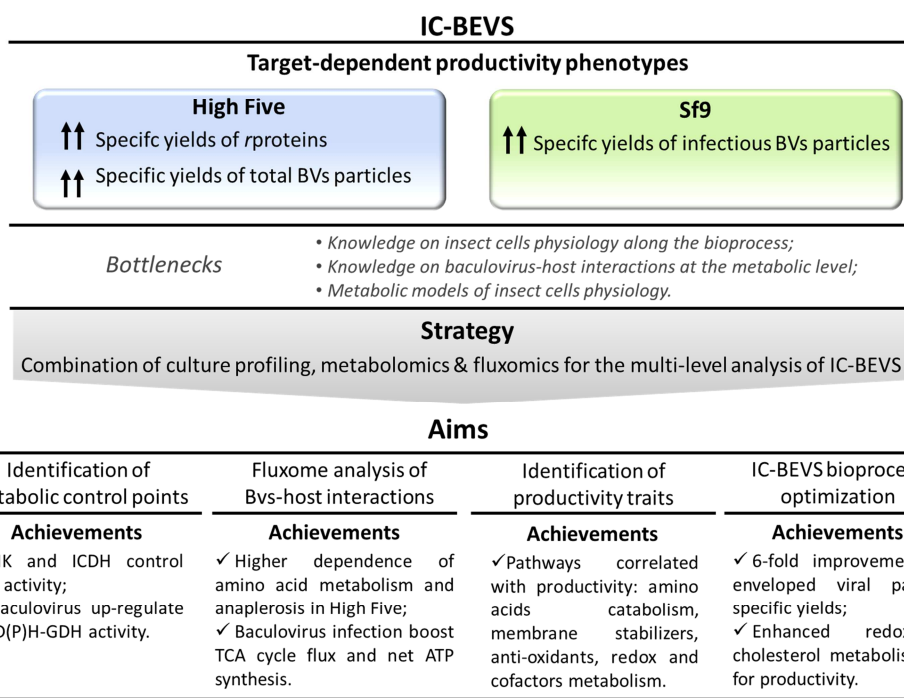 IC-BEVS
Target-dependent productivity phenotypes
High Five
Specifc yields of rproteins
Specific yields of total BVs particles
Sf9
Specifc yields of infectious BVs particles
Bottlenecks
• Knowledge on insect cells physiology along the bioprocess;
• Knowledge on baculovirus-host interactions at the metabolic level;
• Metabolic models of insect cells physiology.
Strategy
Combination of culture profiling, metabolomics & fluxomics for the multi-level analysis of IC-BEVS
Aims
Identification of
tabolic control points
Achievements
K and ICDH control
activity;
aculovirus up-regulate
(P)H-GDH activity.
Fluxome analysis of
Bvs-host interactions
Achievements
✓ Higher dependence of
amino acid metabolism and
anaplerosis in High Five;
✓ Baculovirus infection boost
TCA cycle flux and net ATP
synthesis.
Identification of
productivity traits
Achievements
✓Pathways correlated
with productivity: amino
acids catabolism,
membrane stabilizers,
anti-oxidants, redox and
cofactors metabolism.
IC-BEVS bioproce
optimization
Achievements
✓ 6-fold improveme
enveloped viral pa
specific yields;
✓ Enhanced redox
cholesterol metabolis
for productivity.